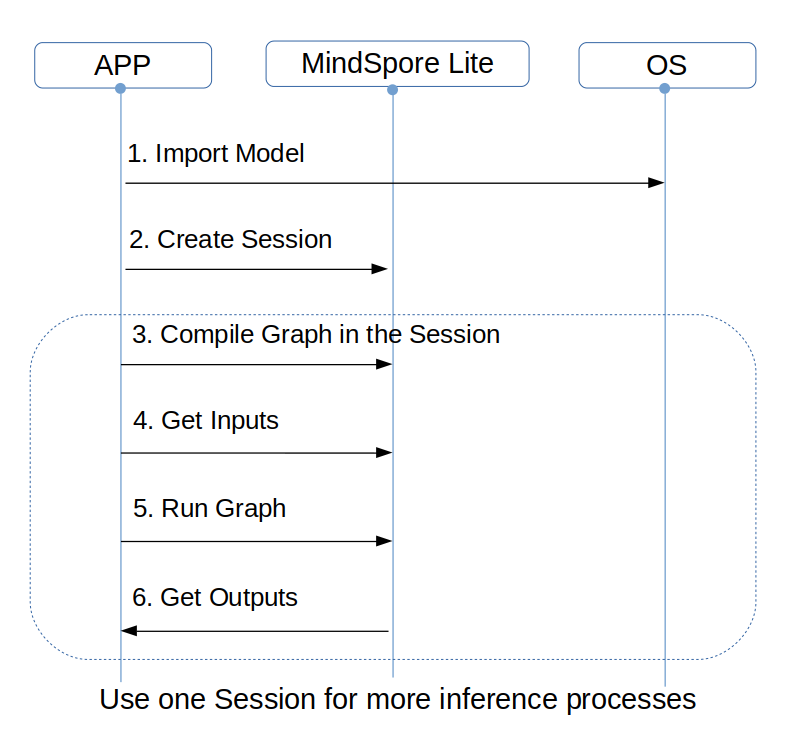 APP
MindSpore Lite
OS
1. Import Model
2. Create Session
3. Compile Graph in the Session
4. Get Inputs
5. Run Graph
6. Get Outputs
Use one Session for more inference processes